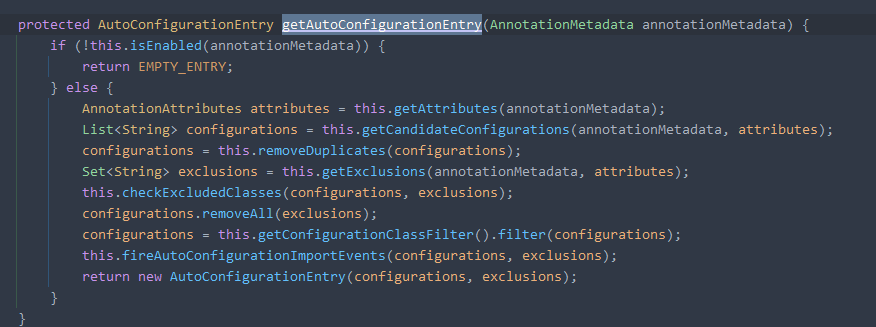 protected AutoConfigurationEntry getAutoConfigurationEntry(AnnotationMetadata annotationMetadata) {
    if (!this.isEnabled(annotationMetadata)) {
        return EMPTY_ENTRY;
    } else {
        AnnotationAttributes attributes = this.getAttributes(annotationMetadata);
        List<String> configurations = this.getCandidateConfigurations(annotationMetadata, attributes);
        configurations = this.removeDuplicates(configurations);
        Set<String> exclusions = this.getExclusions(annotationMetadata, attributes);
        this.checkExcludedClasses(configurations, exclusions);
        configurations.removeAll(exclusions);
        configurations = this.getConfigurationClassFilter().filter(configurations);
        this.fireAutoConfigurationImportEvents(configurations, exclusions);
        return new AutoConfigurationEntry(configurations, exclusions);
    }
}